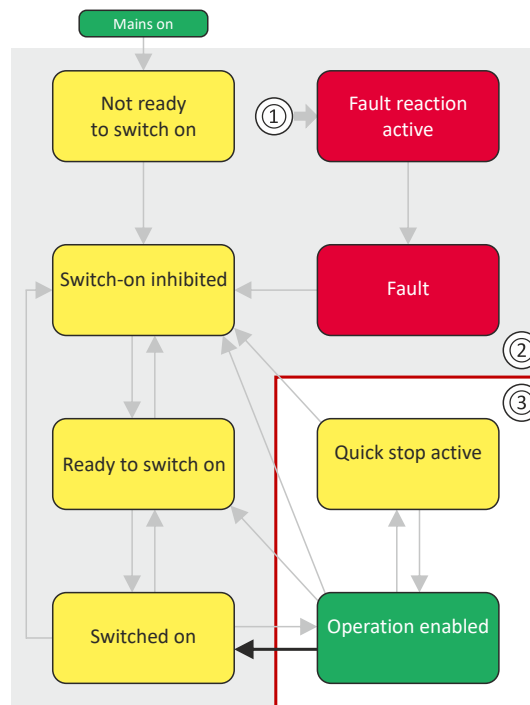 Mains on
Not ready
to switch on
①
Fault reaction
active
Switch-on inhibited
Fault
②
③
Ready to switch on
Quick stop active
Switched on
Operation enabled